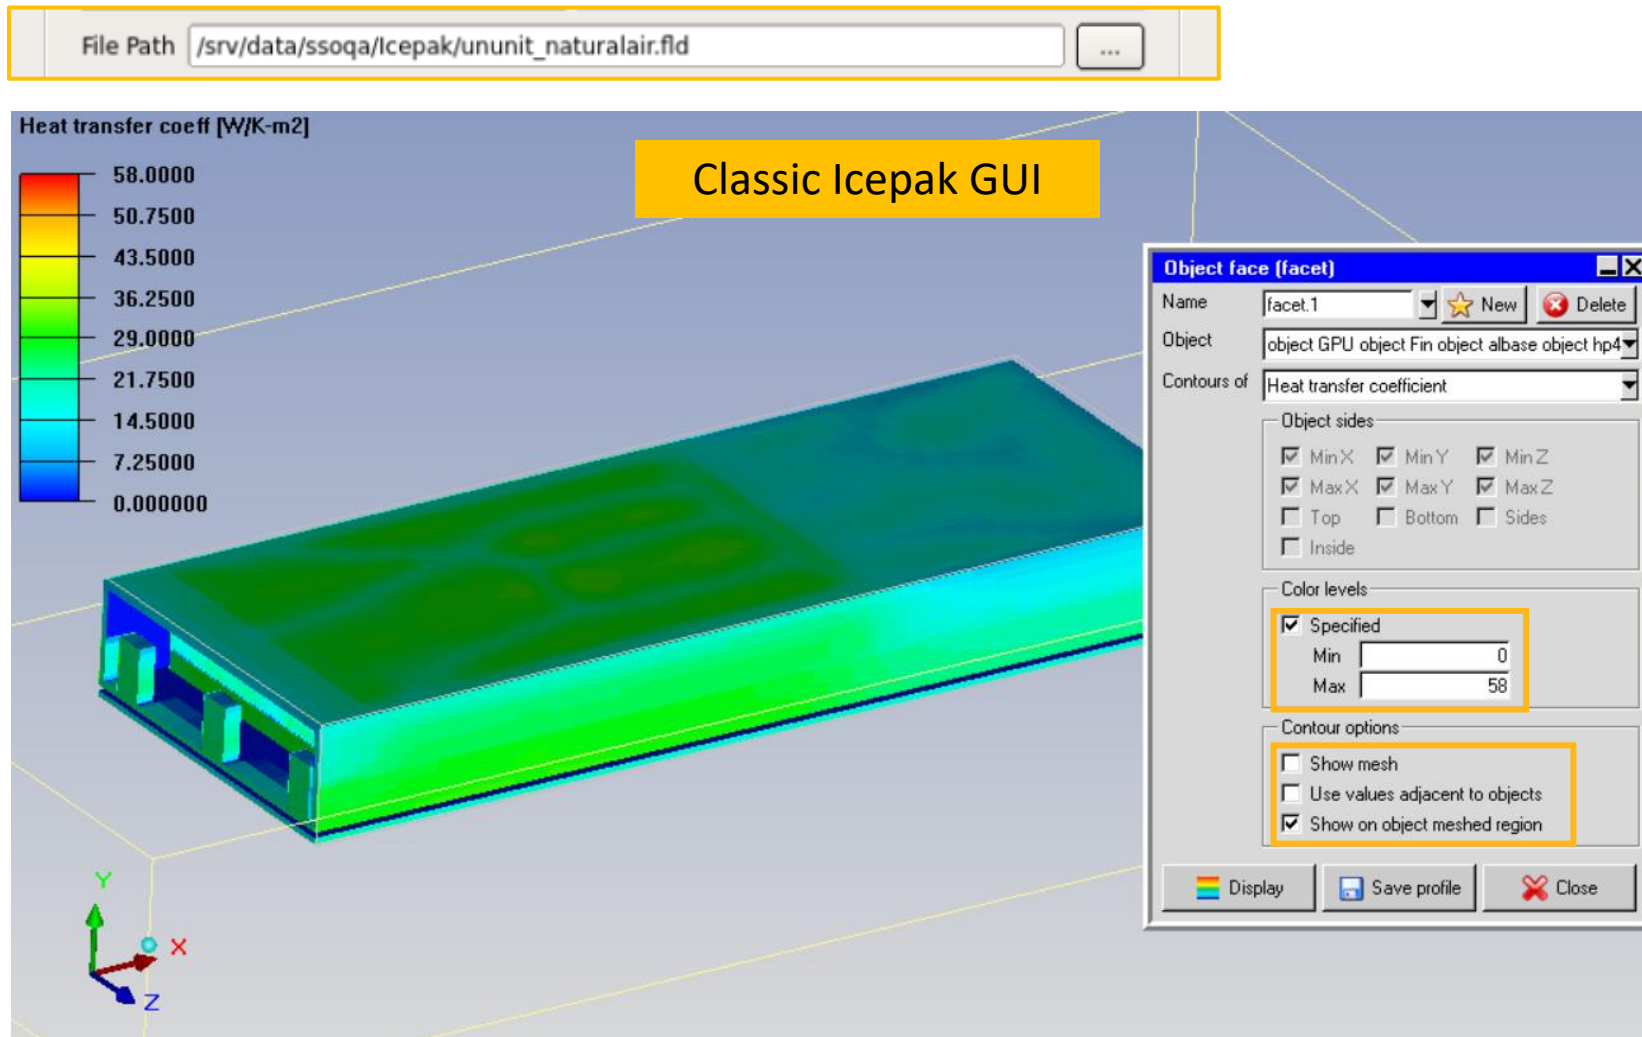 File Path /srv/data/ssoqa/Icepak/ununit_naturalair.fld ...
Heat transfer coeff [W/K-m2]
58.0000
50.7500
43.5000
36.2500
29.0000
21.7500
14.5000
7.25000
0.000000
Classic Icepak GUI
Object face (facet)
Name facet.1 New Delete
Object object GPU object Fin object albase object hp4
Contours of Heat transfer coefficient
Object sides
Min X Min Y Min Z
Max X Max Y Max Z
Top Bottom Sides
Inside
Color levels
Specified
Min 0
Max 58
Contour options
Show mesh
Use values adjacent to objects
Show on object meshed region
Display Save profile Close
Y
X
Z